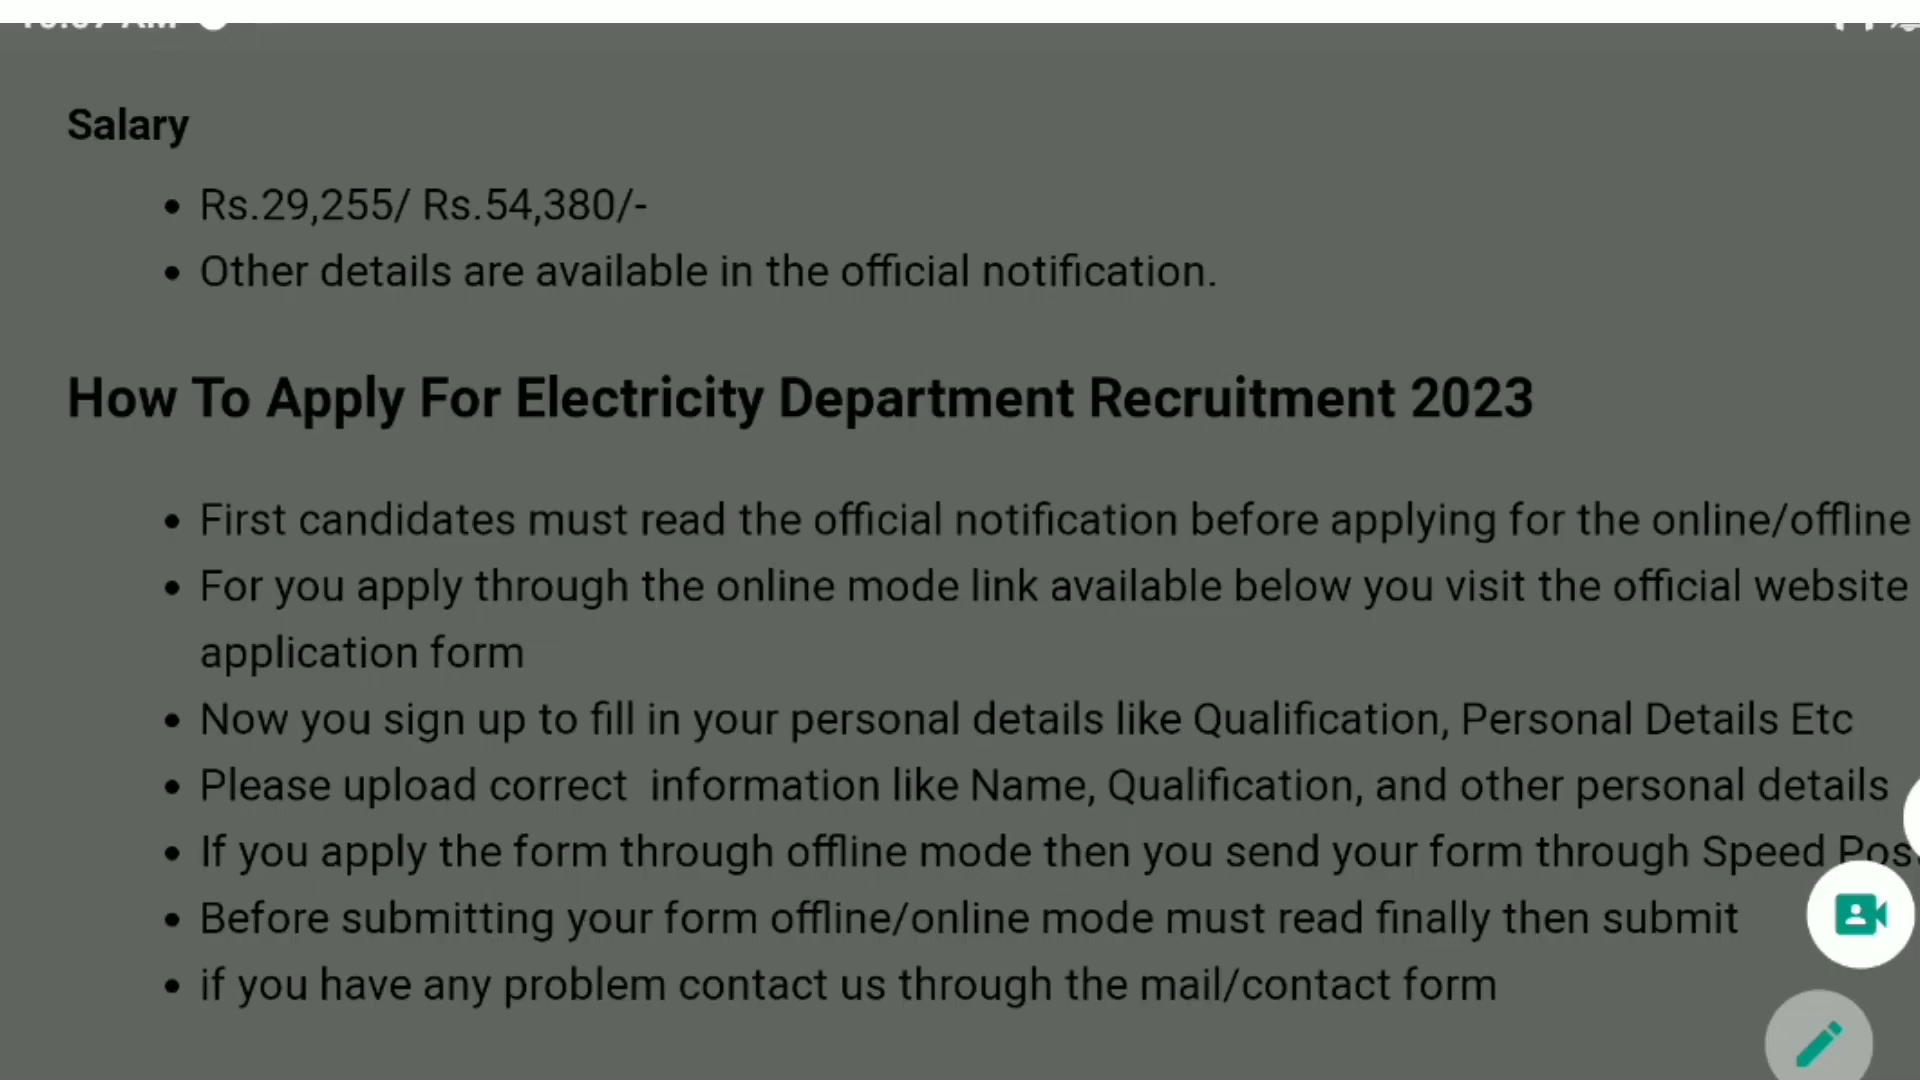 Salary
Rs.29,255/ Rs.54,380/-
Other details are available in the official notification.
How To Apply For Electricity Department Recruitment 2023
First candidates must read the official notification before applying for the online/offline
For you apply through the online mode link available below you visit the official website
application form
Now you sign up to fill in your personal details like Qualification, Personal Details Etc
Please upload correct  information like Name, Qualification, and other personal details
If you apply the form through offline mode then you send your form through Speed
Before submitting your form offline/online mode must read finally then submit
if you have any problem contact us through the mail/contact form